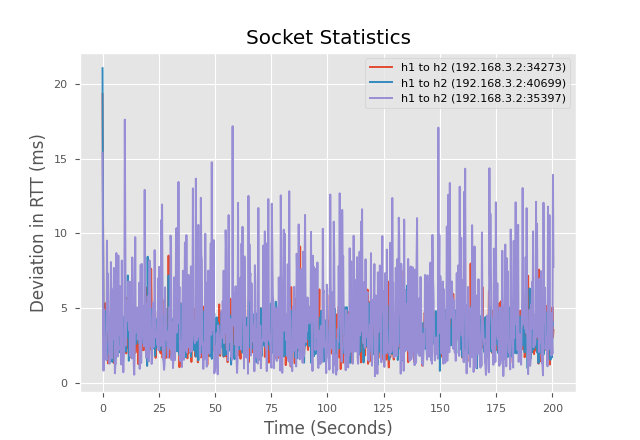 Socket Statistics
h1 to h2 (192.168.3.2:34273)
h1 to h2 (192.168.3.2:40699)
h1 to h2 (192.168.3.2:35397)
Deviation in RTT (ms)
20
15
10
5
0
0 25 50 75 100 125 150 175 200
Time (Seconds)